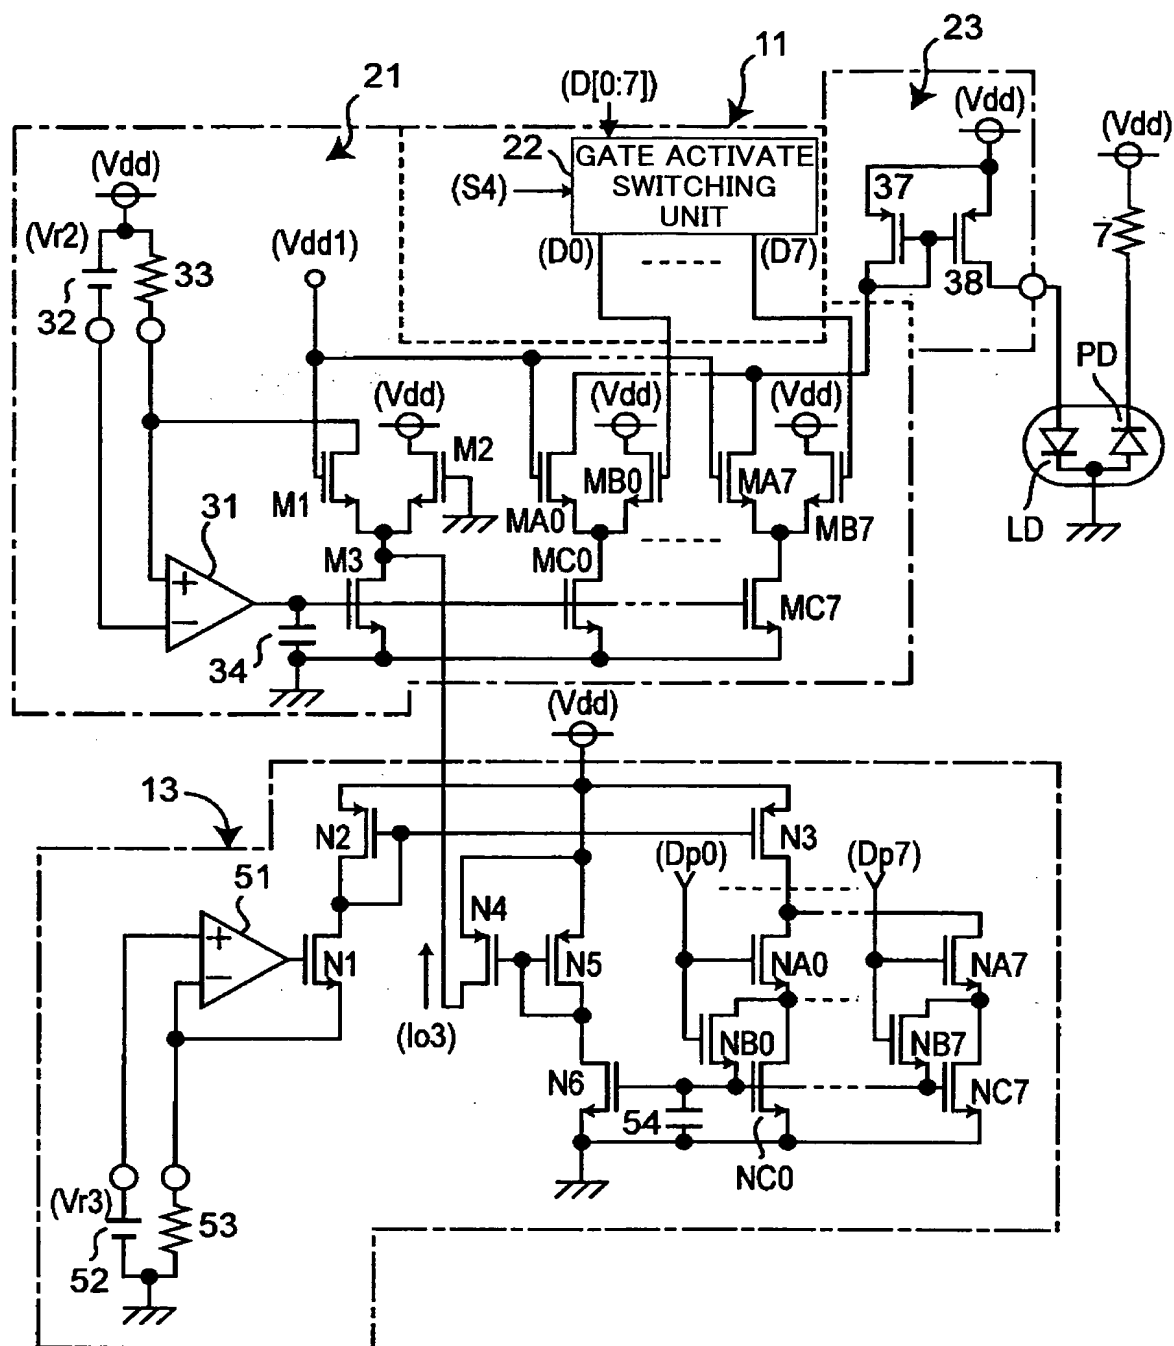 11
23
21
(D[0:7])
(Vdd)
(Vdd)
(Vdd)
22
GATE ACTIVATE
SWITCHING
UNIT
(S4)
37
(Vr2)
33
(Vdd1)
(D0)
(D7)
7
32
38
PD
(Vdd)
(Vdd)
(Vdd)
M2
M1
MB0
MA7
MA0
MB7
LD
31
M3
MC0
+
−
MC7
34
(Vdd)
13
N2
N3
(Dp0)
(Dp7)
51
N4
+
−
N1
N5
NA0
NA7
(Io3)
NB0
NB7
N6
NC7
54
NC0
(Vr3)
53
52